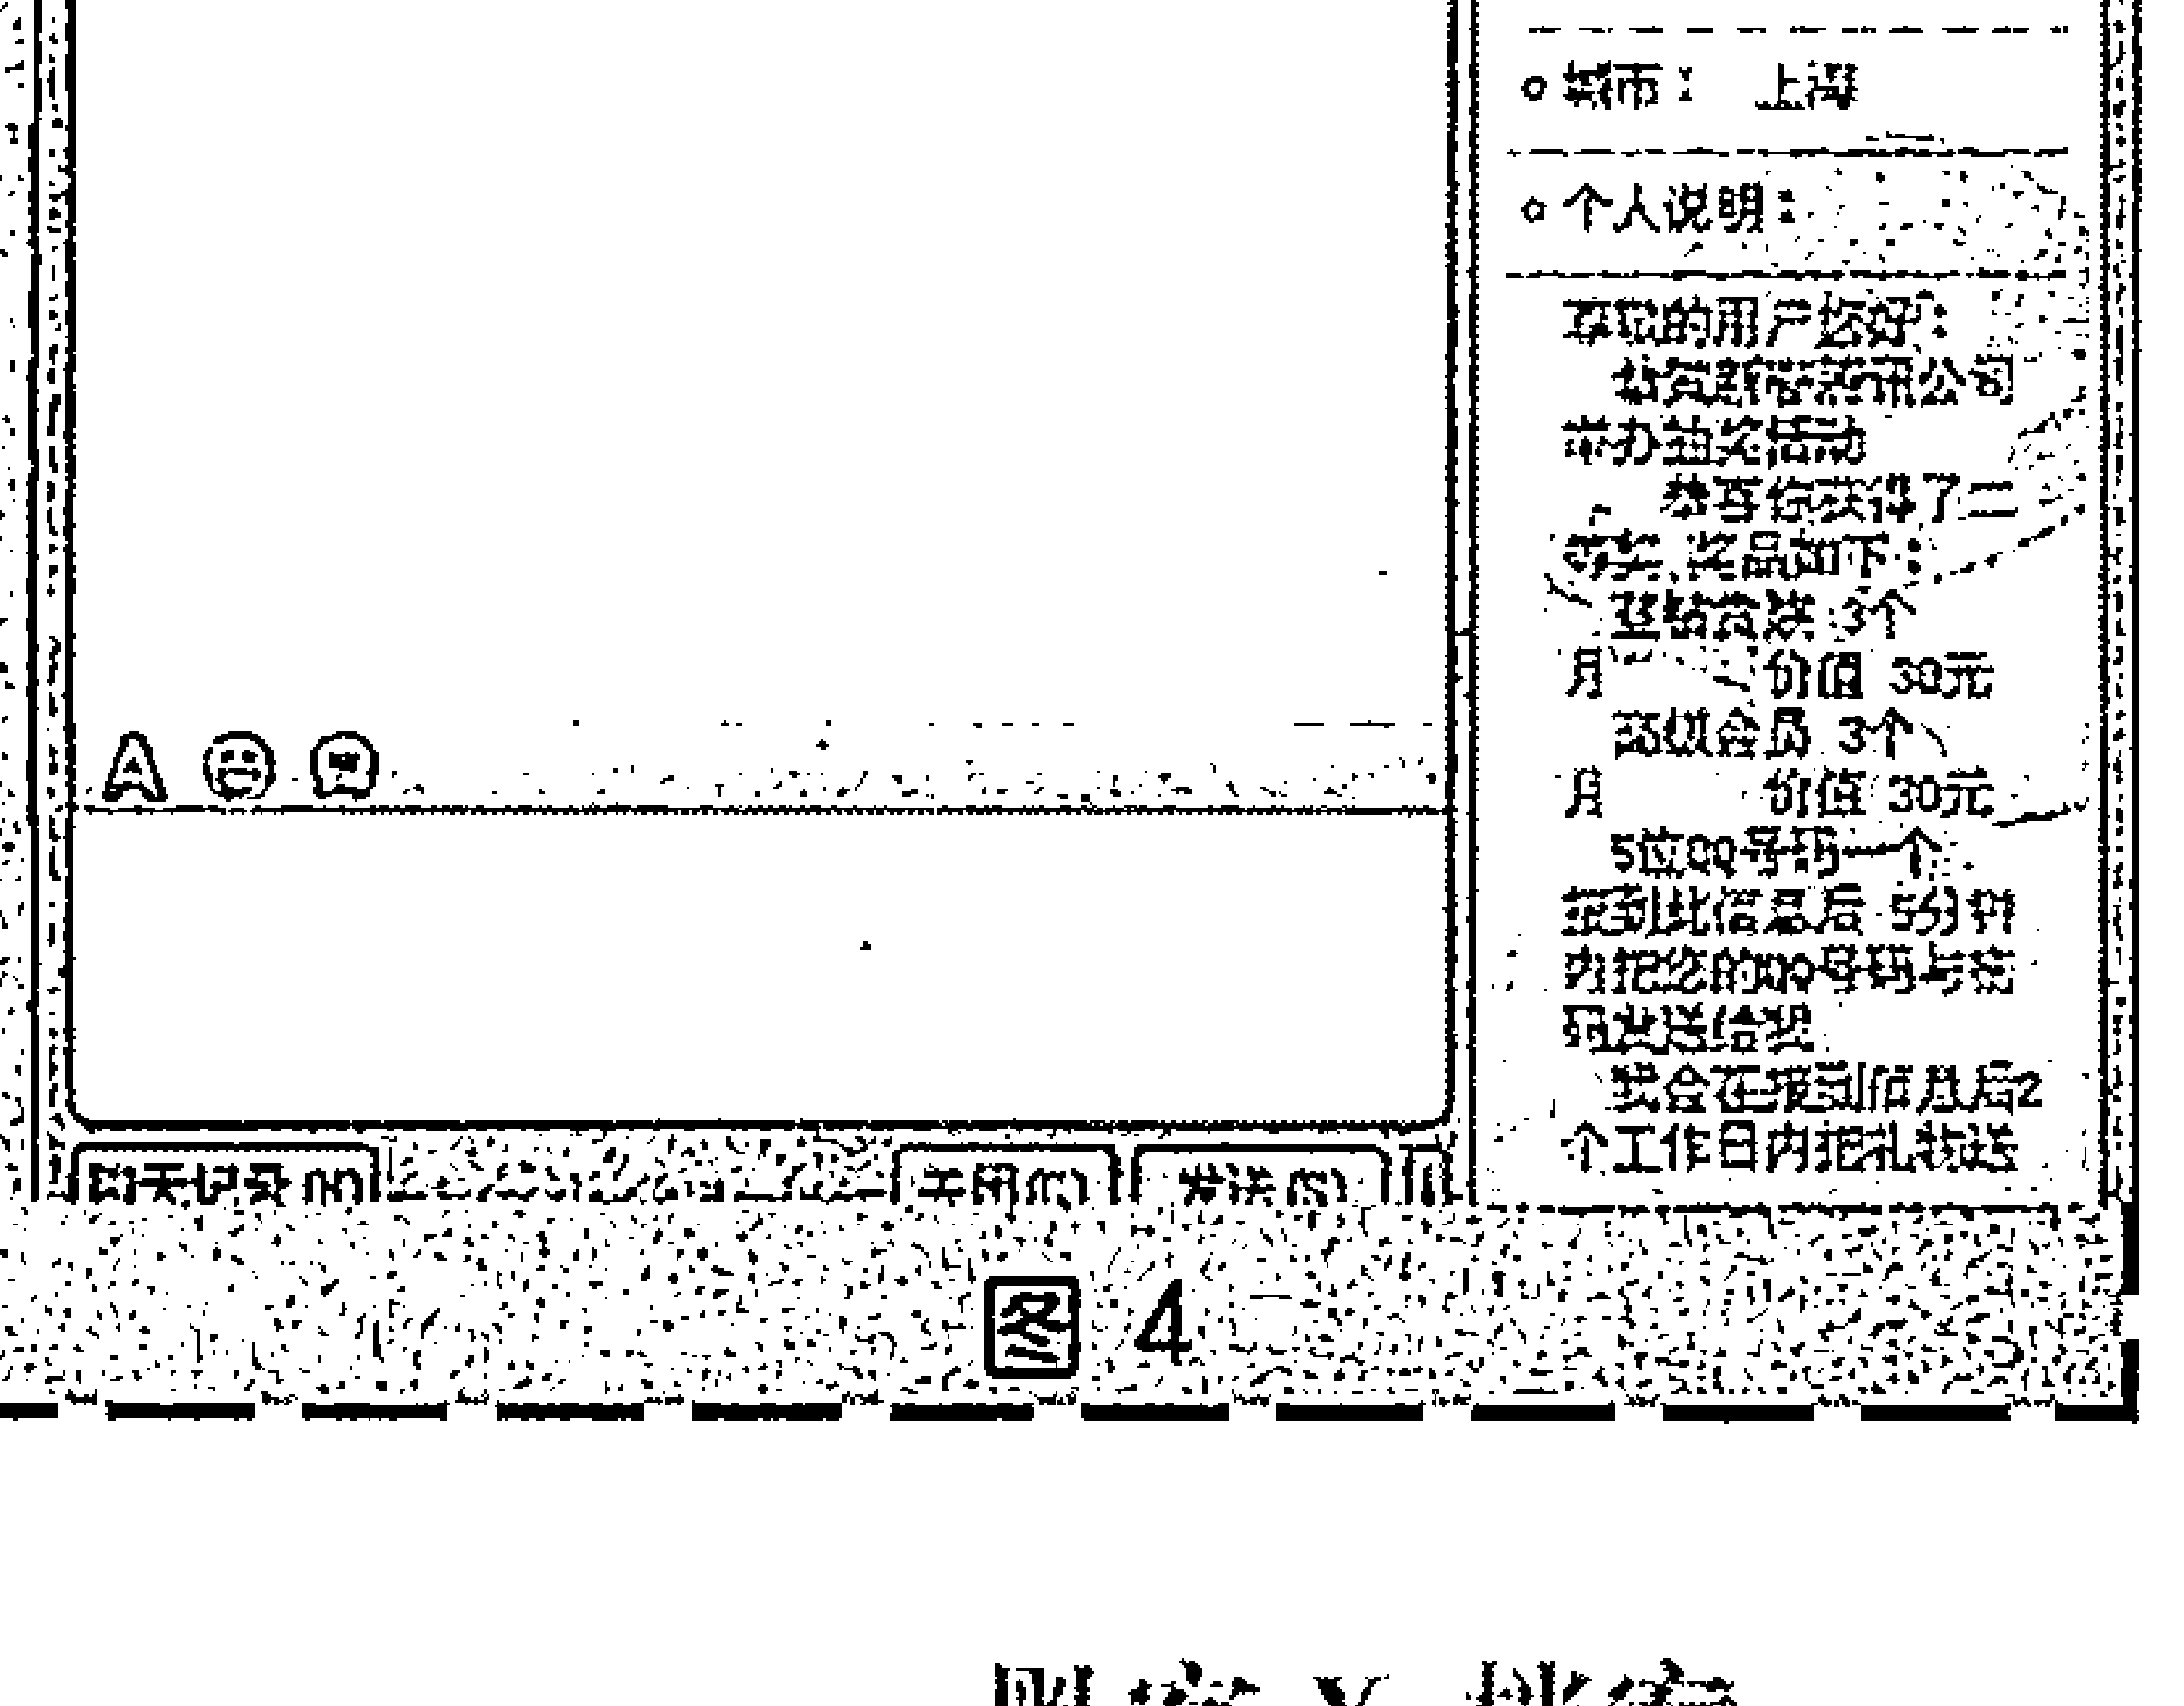 城市： 上海
个人说明：
尊敬的用户您好：
公司
举办抽奖活动
恭喜你获得了二
等奖 奖品如下：
3个
月 价值 30元
会员 3个
月 价值 30元
5位QQ号码一个
接到此信息后 5分钟
内把您的QQ号码与密
码发送给我
我会在接到信息后2
个工作日内把礼物送
A
聊天记录
关闭(C) 发送(S)
图 4